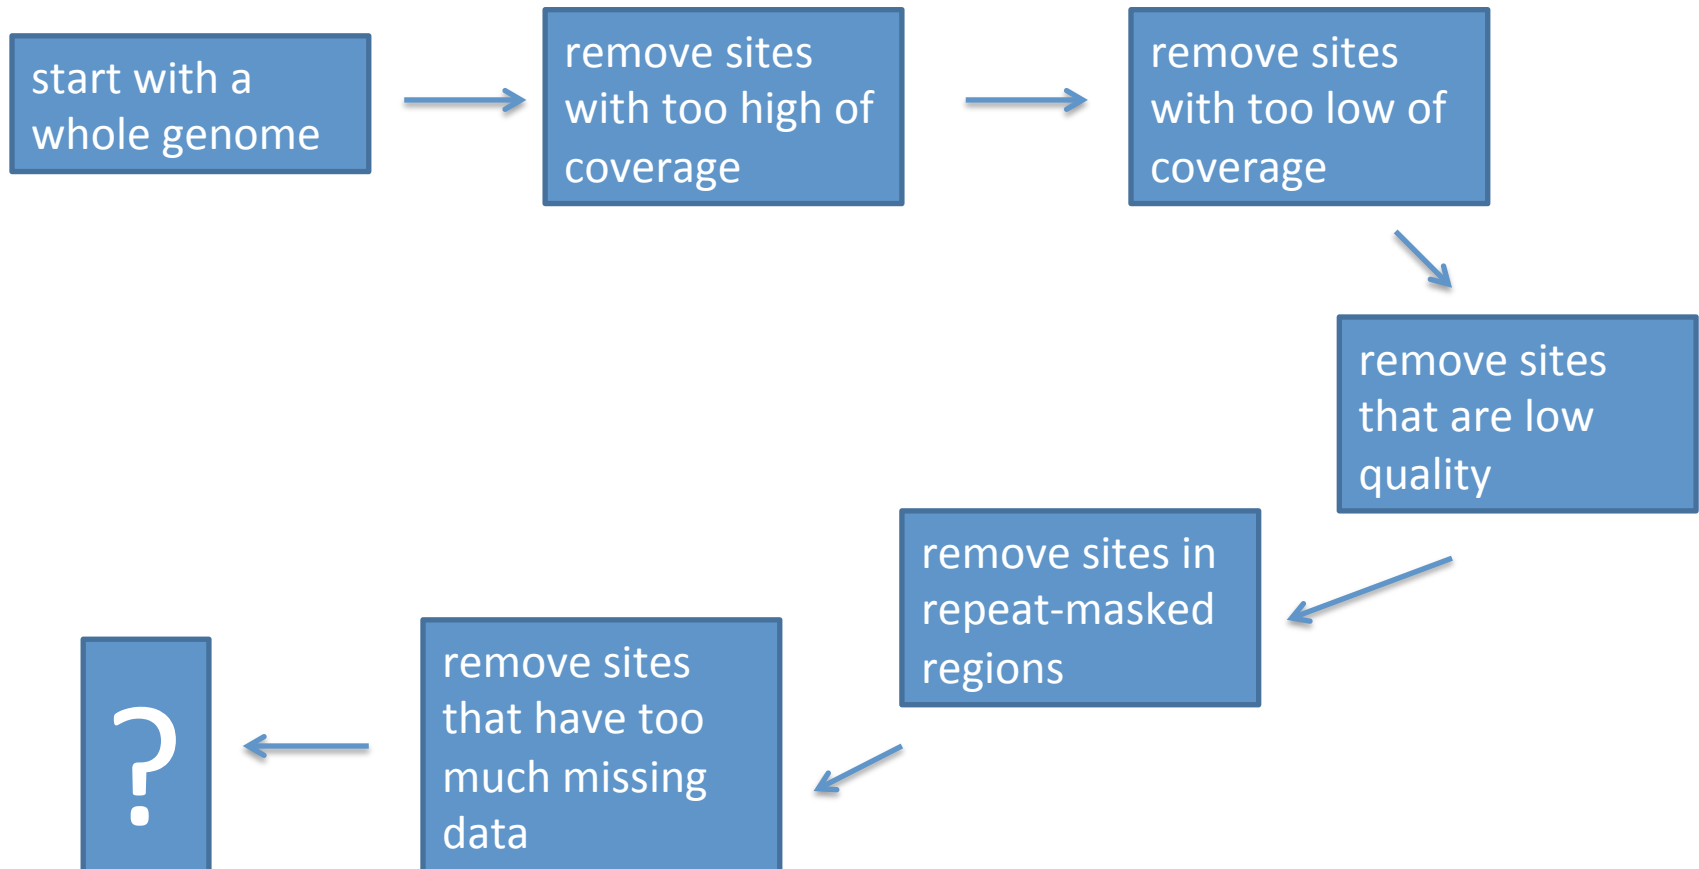 start with a
whole genome
remove sites
with too high of
coverage
remove sites
with too low of
coverage
remove sites
that are low
quality
remove sites in
repeat-masked
regions
remove sites
that have too
much missing
data
?